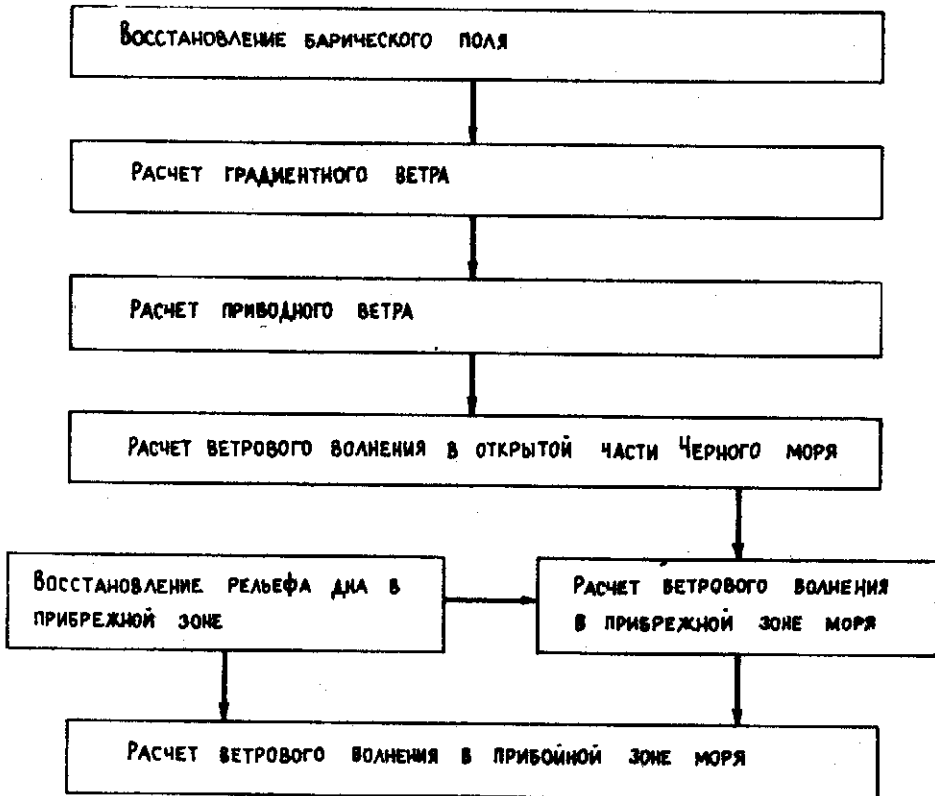 Восстановление барического поля
Расчет градиентного ветра
Расчет приводного ветра
Расчет ветрового волнения в открытой части Черного моря
Восстановление рельефа дна в
прибрежной зоне
Расчет ветрового волнения
в прибрежной зоне моря
Расчет ветрового волнения в прибойной зоне моря